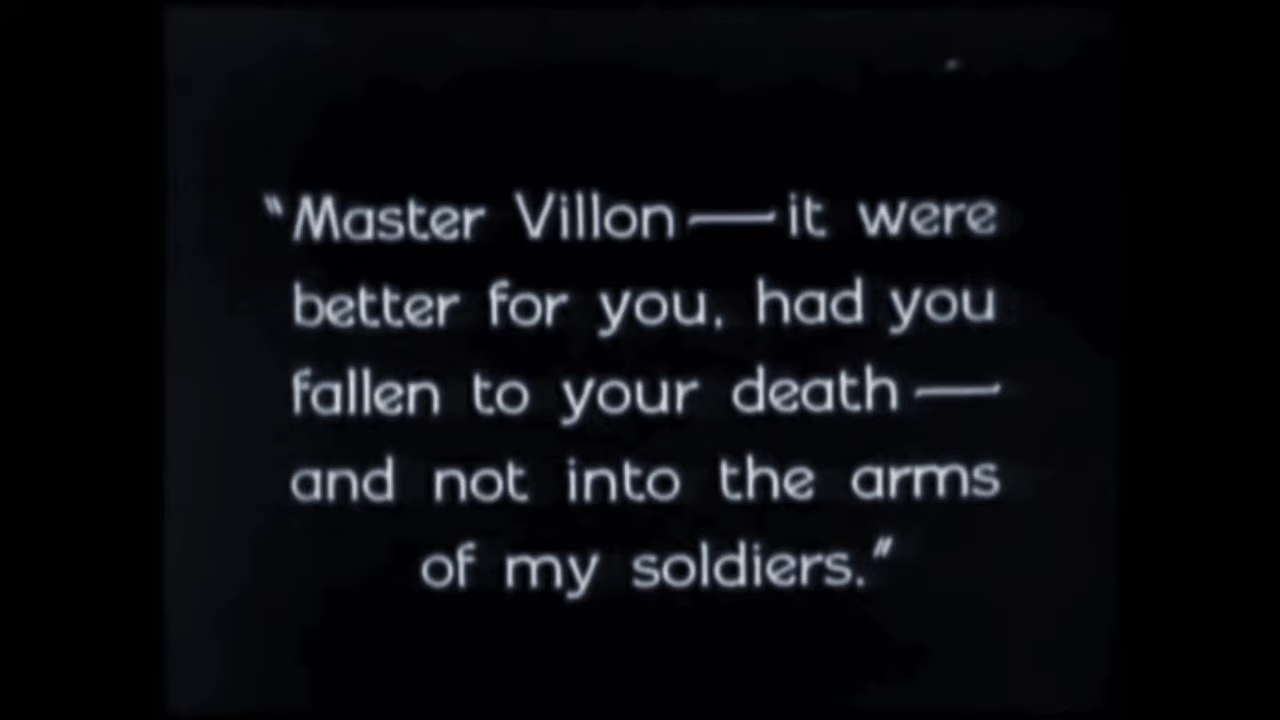 "Master Villon—it were
better for you, had you
fallen to your death—
and not into the arms
of my soldiers."